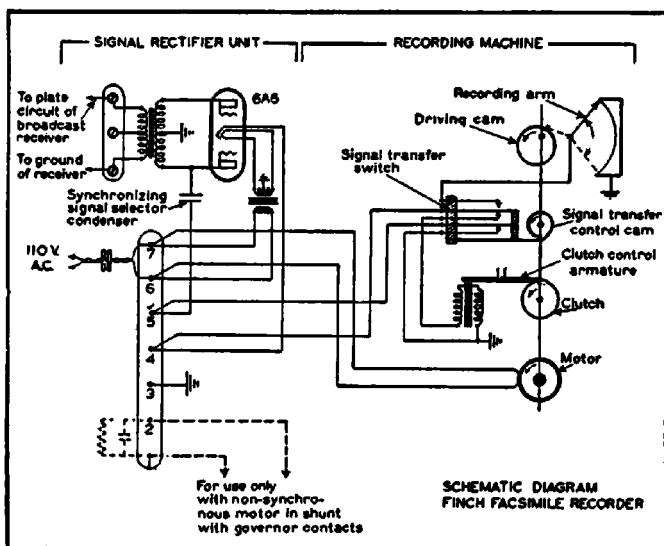 SIGNAL RECTIFIER UNIT
RECORDING MACHINE
To plate
circuit of
broadcast
receiver
To ground
of receiver
6A6
Synchronizing
signal selector
condenser
110 V.
A.C.
7
6
5
4
3
2
For use only
with non-synchro-
nous motor in shunt
with governor contacts
Recording arm
Driving cam
Signal transfer
switch
Signal transfer
control cam
Clutch control
armature
Clutch
Motor
SCHEMATIC DIAGRAM
FINCH FACSIMILE RECORDER